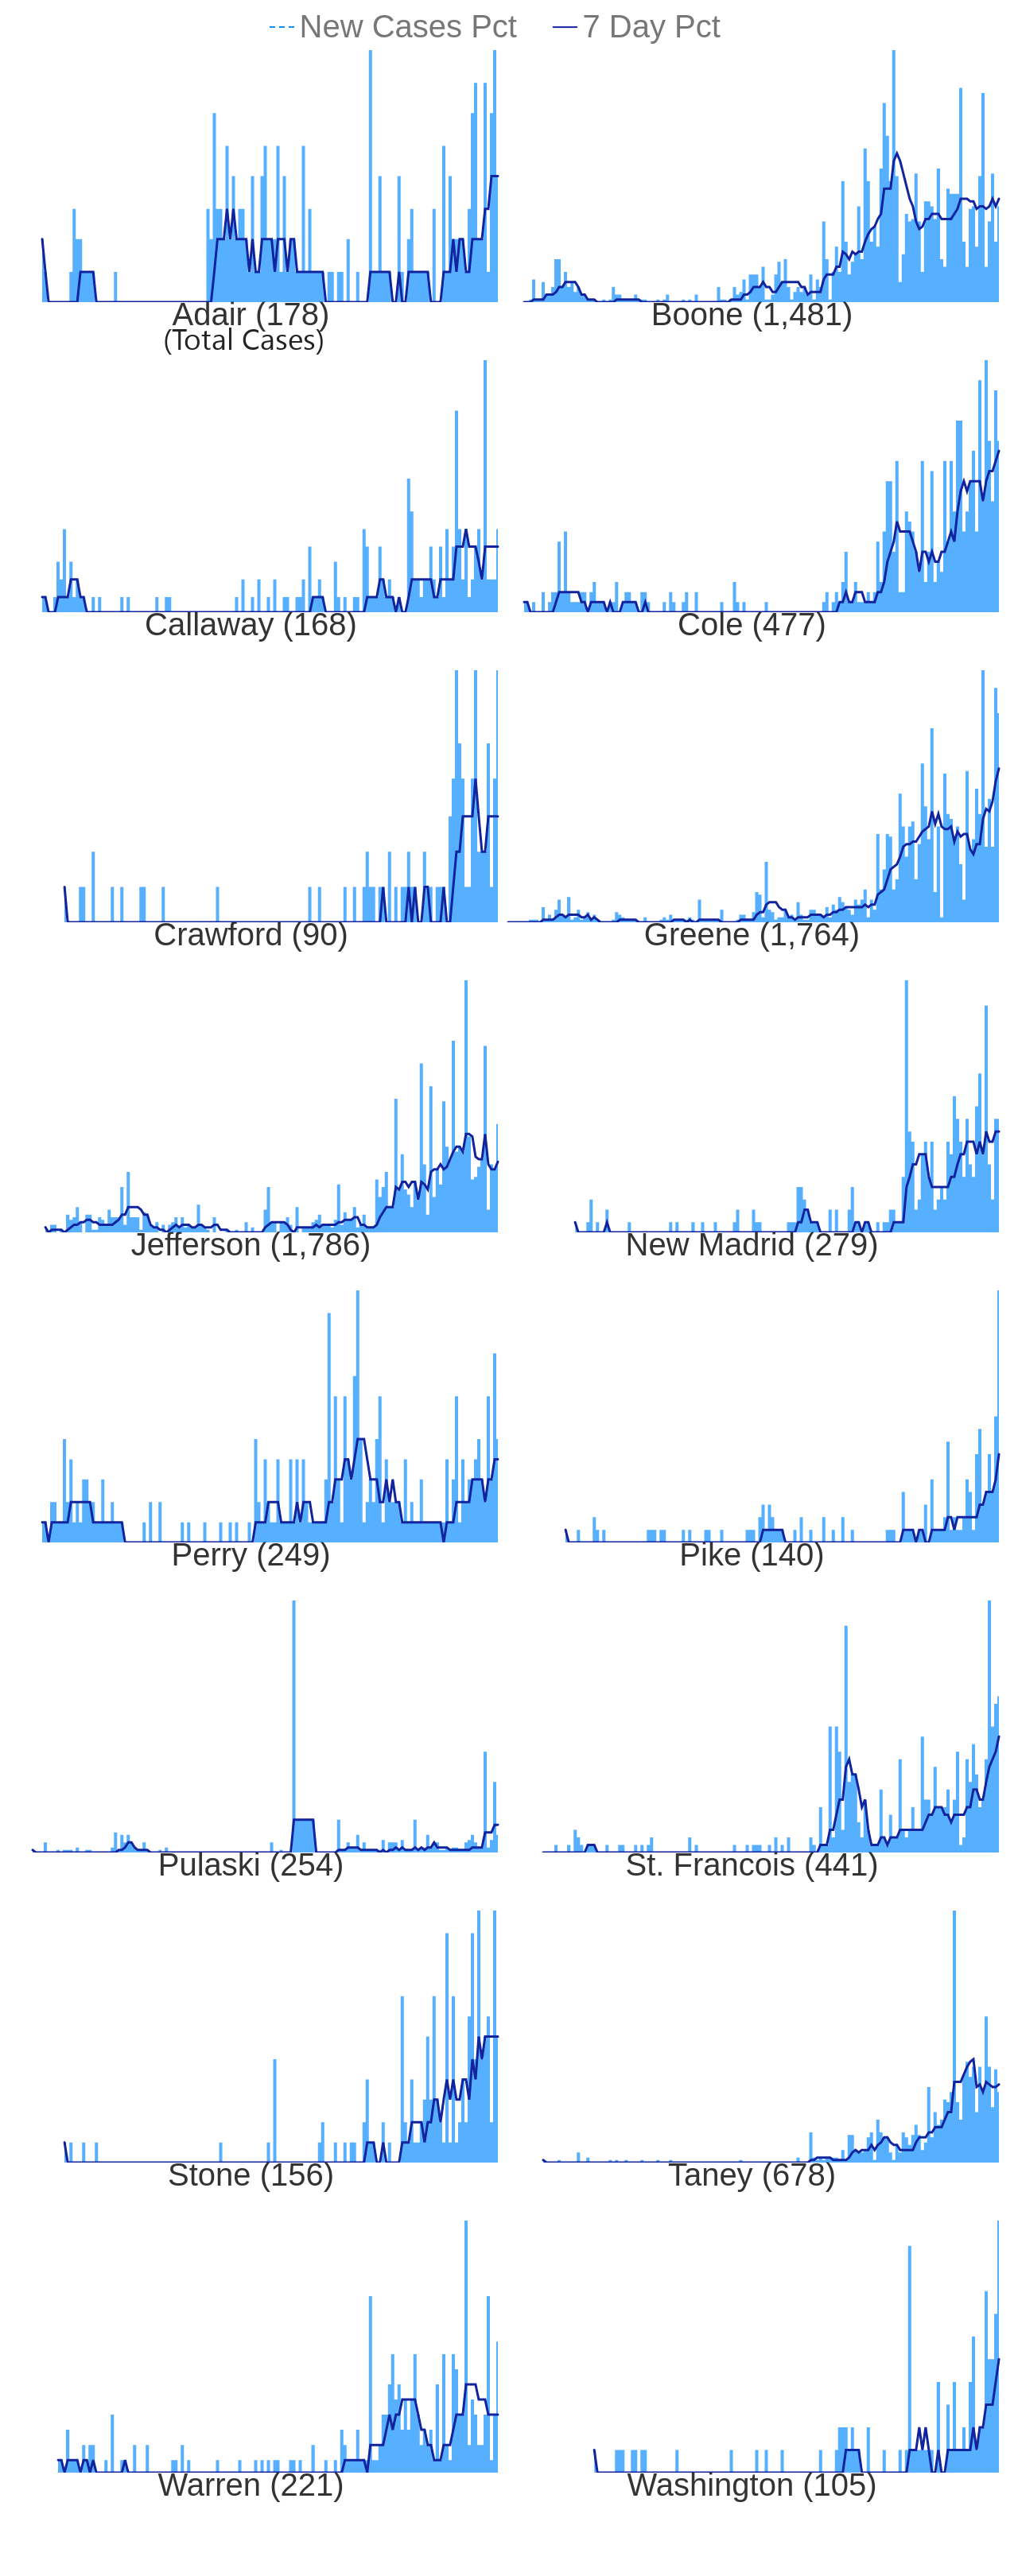 New Cases Pct 7 Day Pct
Adair (178) Boone (1,481)
(Total Cases)
Callaway (168) Cole (477)
Crawford (90) Greene (1,764)
Jefferson (1,786) New Madrid (279)
Perry (249) Pike (140)
Pulaski (254) St. Francois (441)
Stone (156) Taney (678)
Warren (221) Washington (105)